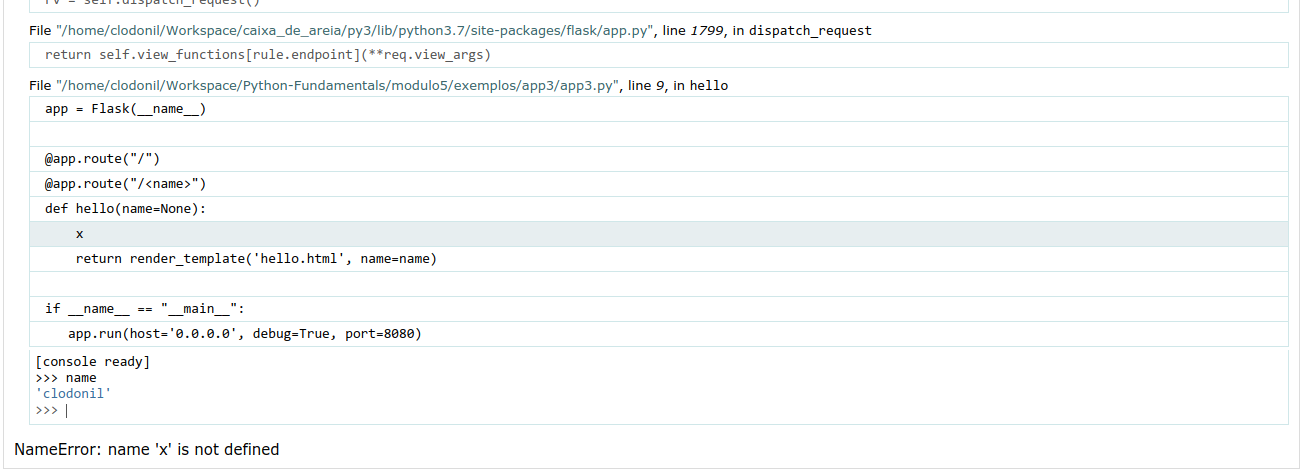 rv = self.dispatch_request()
File "/home/clodonil/Workspace/caixa_de_areia/py3/lib/python3.7/site-packages/flask/app.py", line 1799, in dispatch_request
return self.view_functions[rule.endpoint](**req.view_args)
File "/home/clodonil/Workspace/Python-Fundamentals/modulo5/exemplos/app3/app3.py", line 9, in hello
app = Flask(__name__)
@app.route("/")
@app.route("/<name>")
def hello(name=None):
    x
    return render_template('hello.html', name=name)
if __name__ == "__main__":
   app.run(host='0.0.0.0', debug=True, port=8080)
[console ready]
>>> name
'clodonil'
>>>
NameError: name 'x' is not defined